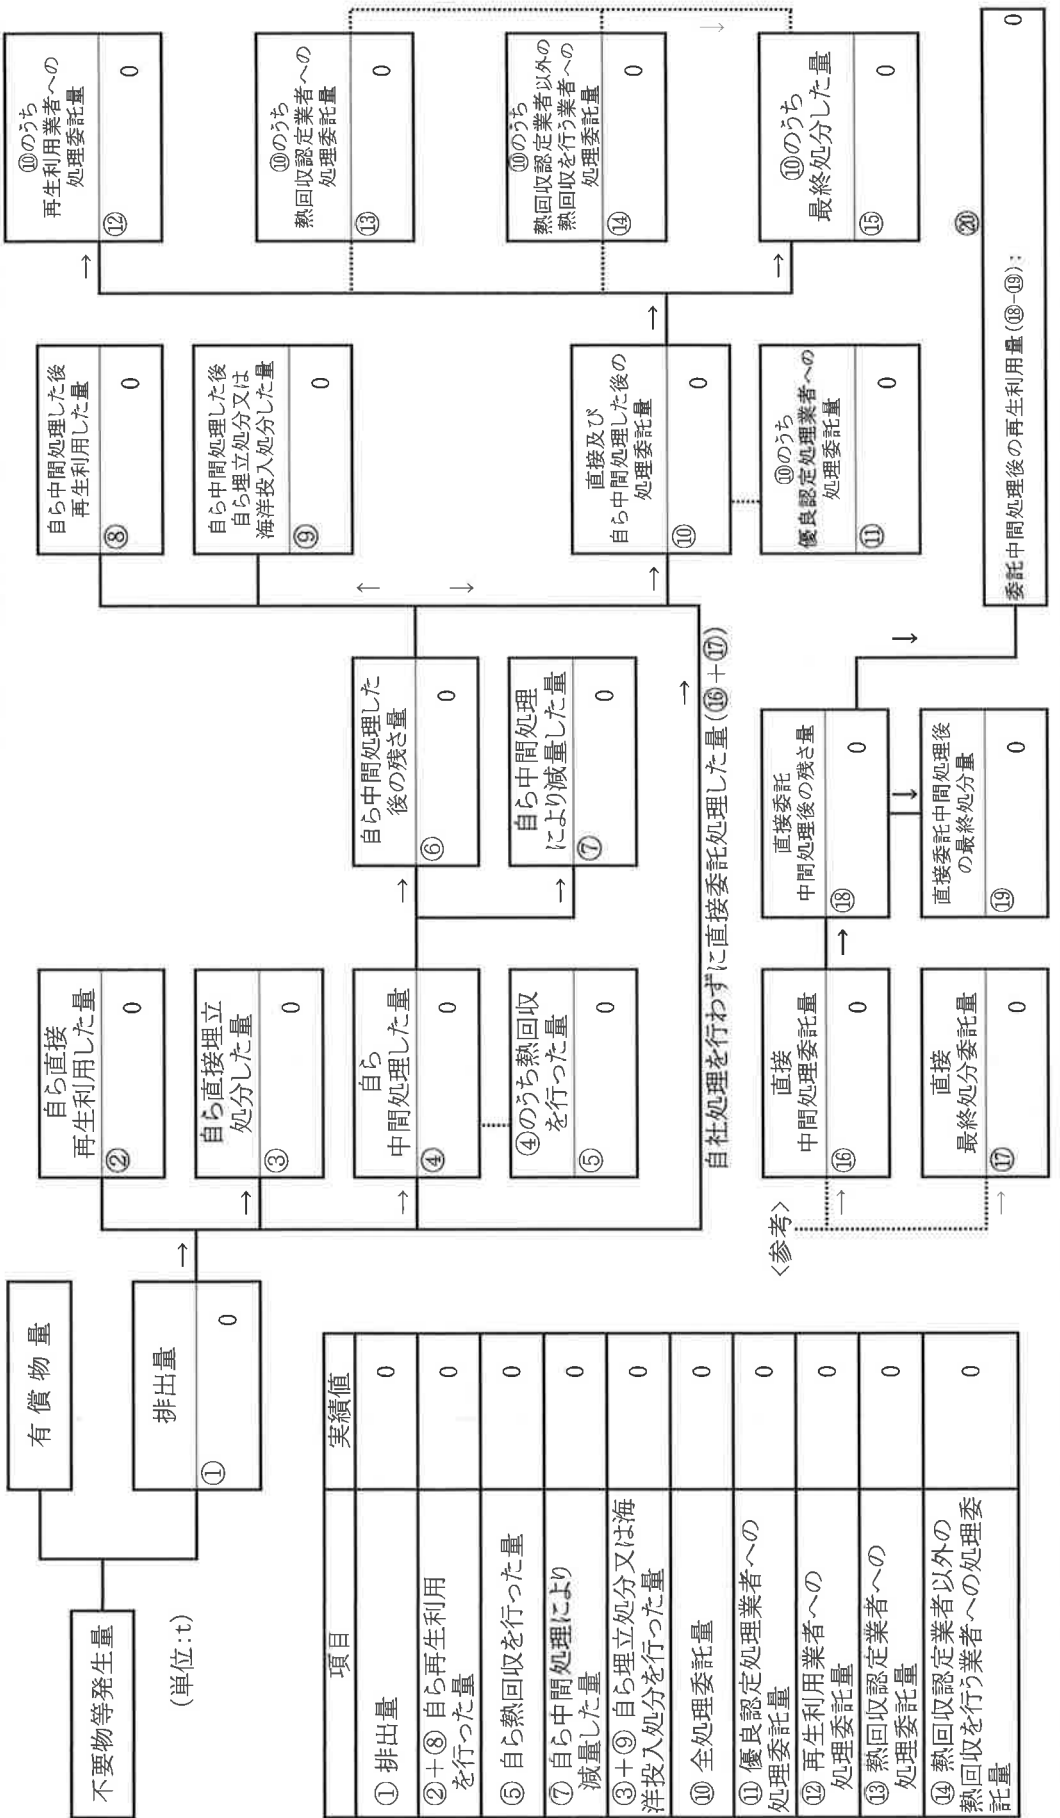 不要物等発生量
(単位:t)
有償物量
排出量
①
0
自ら直接
再生利用した量
②
0
自ら直接埋立
処分した量
③
0
自ら
中間処理した量
④
0
④のうち熱回収
を行った量
⑤
0
自ら中間処理した
後の残さ量
⑥
0
自ら中間処理
により減量した量
⑦
0
自ら中間処理した後
再生利用した量
⑧
0
自ら中間処理した後
自ら埋立処分又は
海洋投入処分した量
⑨
0
直接及び
自ら中間処理した後の
処理委託量
⑩
0
⑩のうち
優良認定処理業者への
処理委託量
⑪
0
⑩のうち
再生利用業者への
処理委託量
⑫
0
⑩のうち
熱回収認定業者への
処理委託量
⑬
0
⑩のうち
熱回収認定業者以外の
熱回収を行う業者への
処理委託量
⑭
0
⑩のうち
最終処分した量
⑮
0
自社処理を行わずに直接委託処理した量(⑯+⑰)
<参考>
直接
中間処理委託量
⑯
0
直接
最終処分委託量
⑰
0
直接委託
中間処理後の残さ量
⑱
0
直接委託中間処理後
の最終処分量
⑲
0
⑳
委託中間処理後の再生利用量(⑱-⑲):
0
項目 実績値
① 排出量 0
②+⑧ 自ら再生利用
を行った量 0
⑤ 自ら熱回収を行った量 0
⑦ 自ら中間処理により
減量した量 0
③+⑨ 自ら埋立処分又は海
洋投入処分を行った量 0
⑩ 全処理委託量 0
⑪ 優良認定処理業者への
処理委託量 0
⑫ 再生利用業者への
処理委託量 0
⑬ 熱回収認定業者への
処理委託量 0
⑭ 熱回収認定業者以外の
熱回収を行う業者への処理委
託量 0